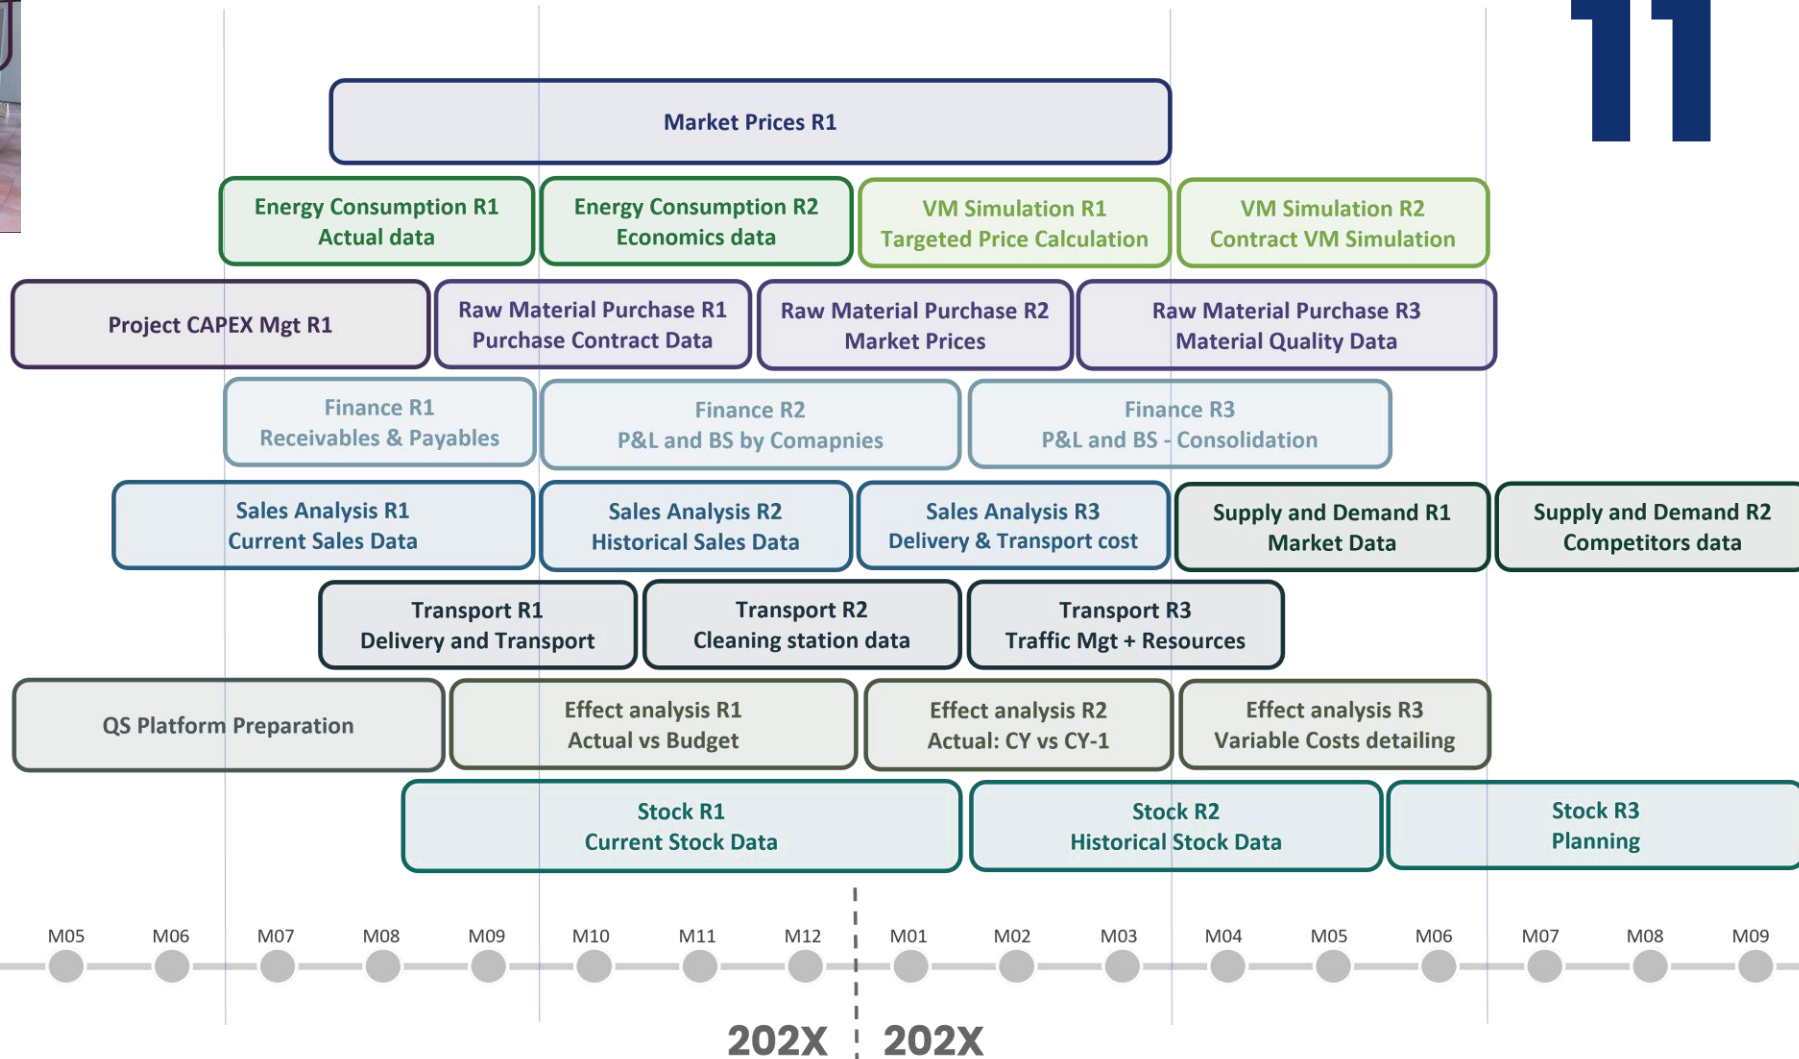 11
Market Prices R1
Energy Consumption R1
Actual data
Energy Consumption R2
Economics data
VM Simulation R1
Targeted Price Calculation
VM Simulation R2
Contract VM Simulation
Project CAPEX Mgt R1
Raw Material Purchase R1
Purchase Contract Data
Raw Material Purchase R2
Market Prices
Raw Material Purchase R3
Material Quality Data
Finance R1
Receivables & Payables
Finance R2
P&L and BS by Comapnies
Finance R3
P&L and BS - Consolidation
Sales Analysis R1
Current Sales Data
Sales Analysis R2
Historical Sales Data
Sales Analysis R3
Delivery & Transport cost
Supply and Demand R1
Market Data
Supply and Demand R2
Competitors data
Transport R1
Delivery and Transport
Transport R2
Cleaning station data
Transport R3
Traffic Mgt + Resources
QS Platform Preparation
Effect analysis R1
Actual vs Budget
Effect analysis R2
Actual: CY vs CY-1
Effect analysis R3
Variable Costs detailing
Stock R1
Current Stock Data
Stock R2
Historical Stock Data
Stock R3
Planning
M05 M06 M07 M08 M09 M10 M11 M12 M01 M02 M03 M04 M05 M06 M07 M08 M09
202X 202X